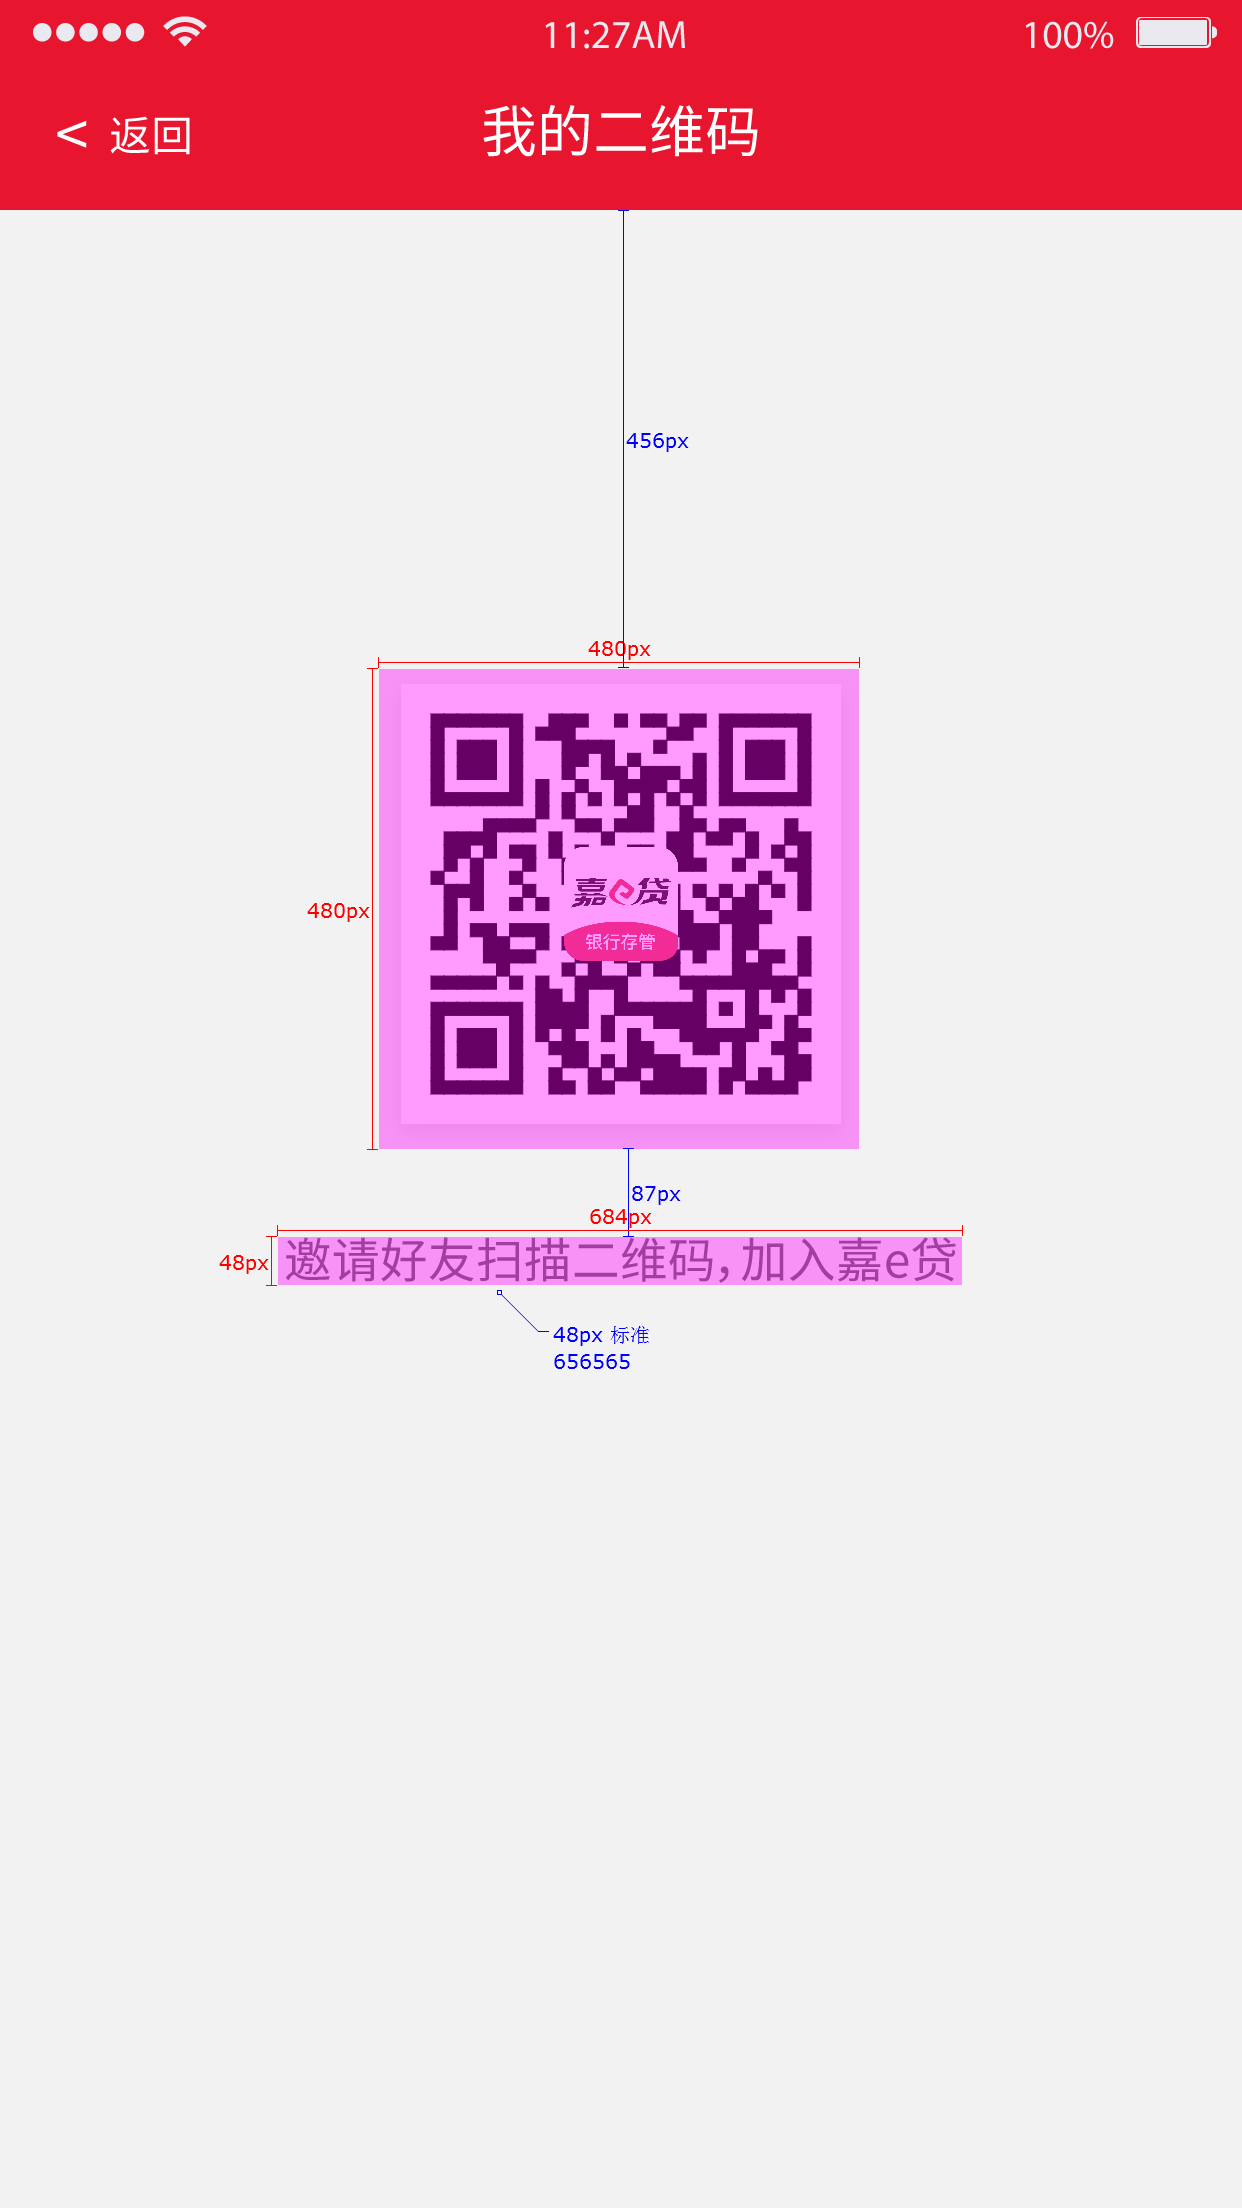 11:27AM
100%
< 返回
我的二维码
456px
480px
480px
嘉e贷
银行存管
87px
684px
48px
邀请好友扫描二维码，加入嘉e贷
48px 标准
656565